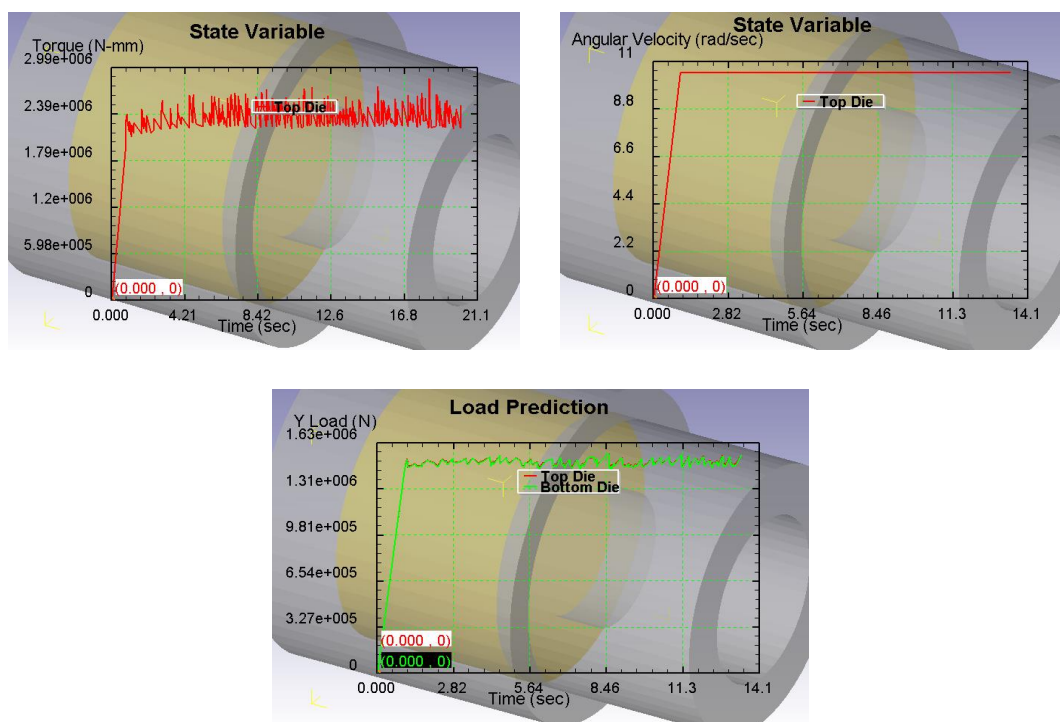 State Variable
Torque (N-mm)
2.99e+006
2.39e+006
1.79e+006
1.2e+006
5.98e+005
0
Top Die
(0.000 , 0)
0.000 4.21 8.42 12.6 16.8 21.1
Time (sec)
State Variable
Angular Velocity (rad/sec)
11
8.8
6.6
4.4
2.2
0
Top Die
(0.000 , 0)
0.000 2.82 5.64 8.46 11.3 14.1
Time (sec)
Load Prediction
Y Load (N)
1.63e+006
1.31e+006
9.81e+005
6.54e+005
3.27e+005
0
Top Die
Bottom Die
(0.000 , 0)
(0.000 , 0)
0.000 2.82 5.64 8.46 11.3 14.1
Time (sec)